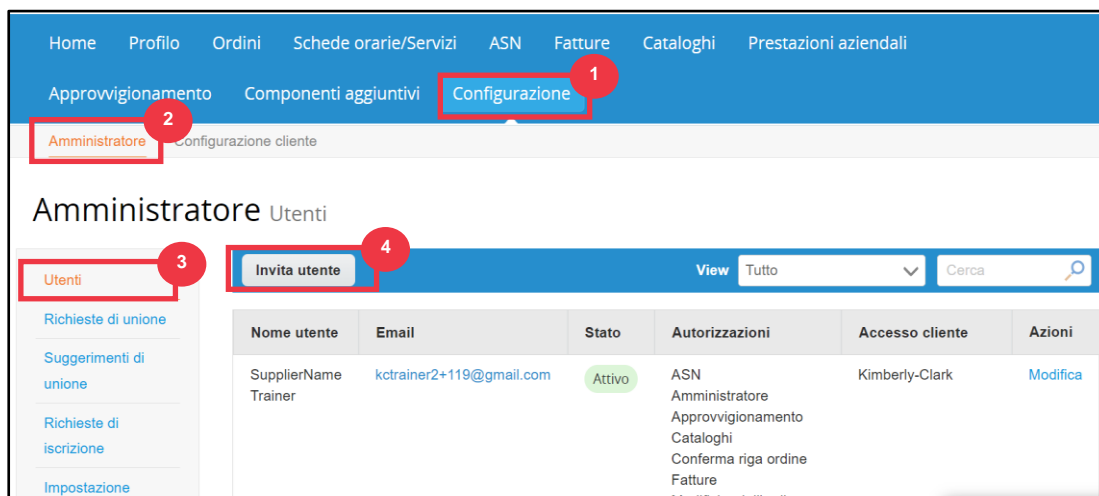 Home Profilo Ordini Schede orarie/Servizi ASN Fatture Cataloghi Prestazioni aziendali
1
Approvvigionamento Componenti aggiuntivi Configurazione
2
Amministratore Configurazione cliente
Amministratore Utenti
3
4
Utenti
Invita utente View Tutto Cerca
Richieste di unione
Suggerimenti di
unione
Richieste di
iscrizione
Impostazione
Nome utente Email Stato Autorizzazioni Accesso cliente Azioni
SupplierName
Trainer
kctrainer2+119@gmail.com
Attivo
ASN
Amministratore
Approvvigionamento
Cataloghi
Conferma riga ordine
Fatture
Kimberly-Clark
Modifica